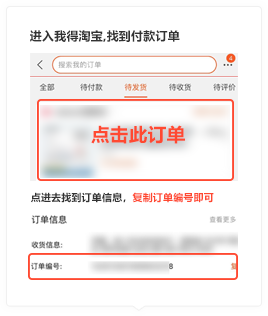 进入我得淘宝,找到付款订单
搜索我的订单
4
全部 待付款 待发货 待收货 待评价
点击此订单
点进去找到订单信息，复制订单编号即可
订单信息 查看更多
收货信息:
订单编号: 8 复